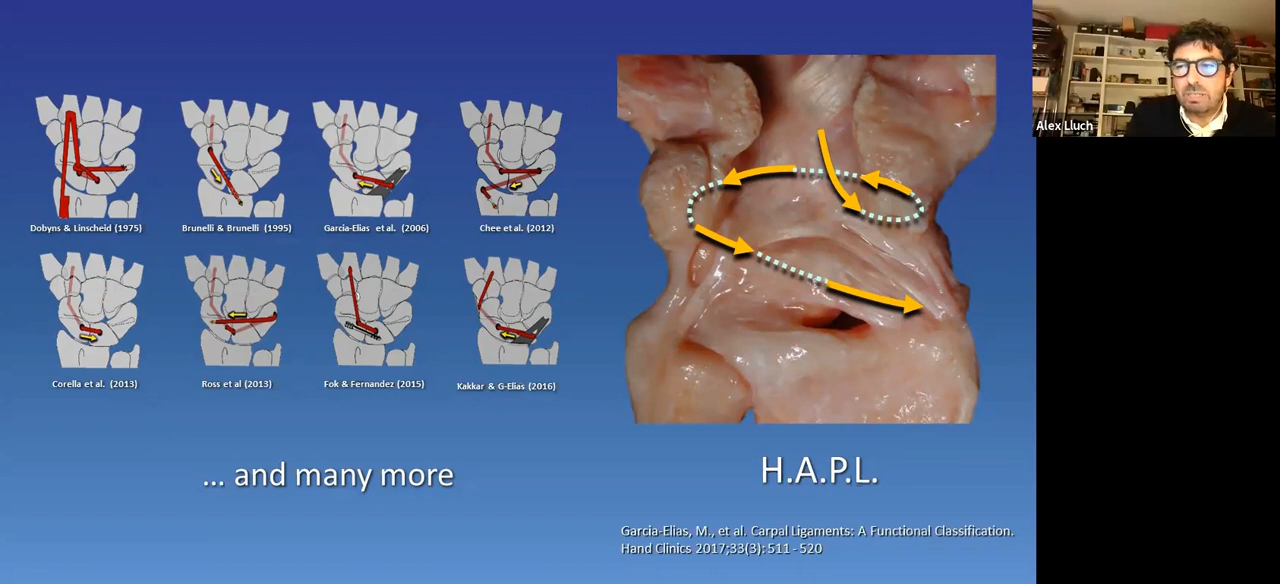 Dobyns & Linscheid (1975)
Brunelli & Brunelli (1995)
Garcia-Elias et al. (2006)
Chee et al. (2012)
Corella et al. (2013)
Ross et al (2013)
Fok & Fernandez (2015)
Kakkar & G-Elias (2016)
... and many more
H.A.P.L.
Garcia-Elias, M., et al. Carpal Ligaments: A Functional Classification.
Hand Clinics 2017;33(3): 511 - 520
Alex Lluch